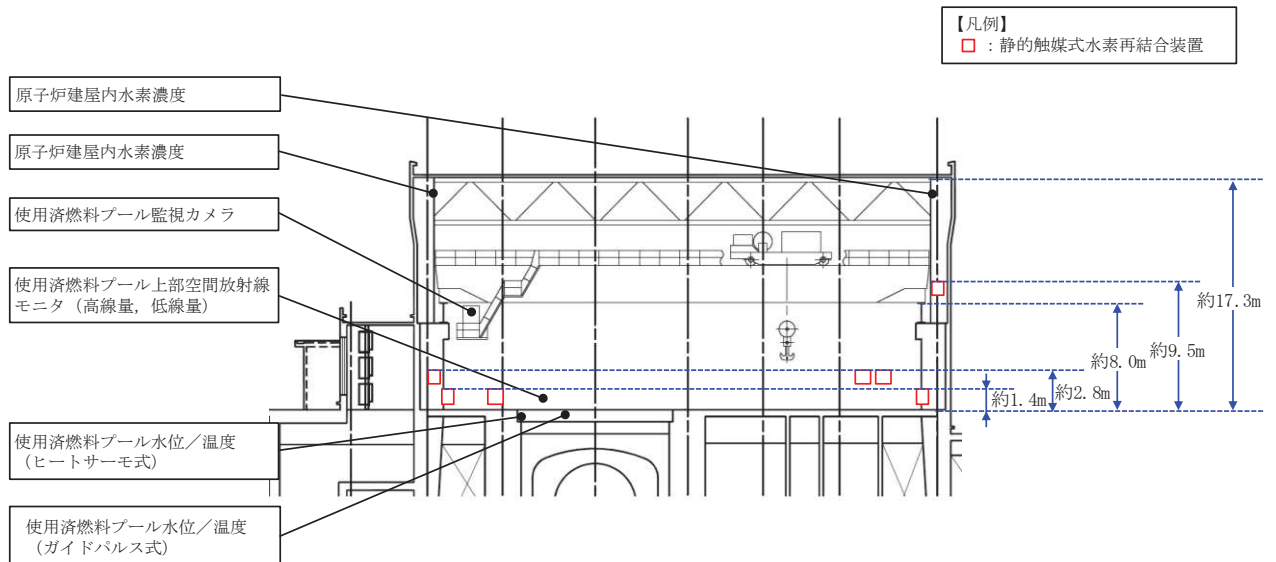 【凡例】
□ ：静的触媒式水素再結合装置
原子炉建屋内水素濃度
原子炉建屋内水素濃度
使用済燃料プール監視カメラ
使用済燃料プール上部空間放射線
モニタ（高線量，低線量）
使用済燃料プール水位／温度
（ヒートサーモ式）
使用済燃料プール水位／温度
（ガイドパルス式）
約17.3m
約9.5m
約8.0m
約2.8m
約1.4m